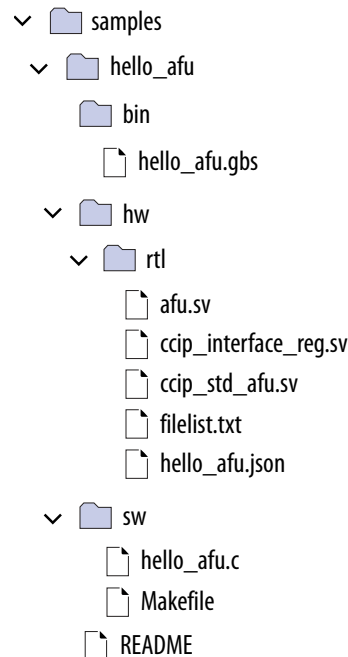 samples
hello_afu
bin
hello_afu.gbs
hw
rtl
afu.sv
ccip_interface_reg.sv
ccip_std_afu.sv
filelist.txt
hello_afu.json
sw
hello_afu.c
Makefile
README